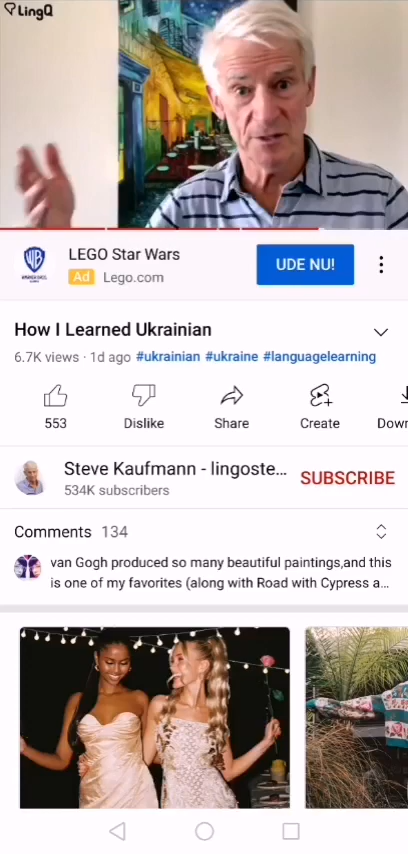 LingQ
LEGO Star Wars
UDE NU!
Ad Lego.com
How I Learned Ukrainian
6.7K views · 1d ago #ukrainian #ukraine #languagelearning
553
Dislike
Share
Create
Down
Steve Kaufmann - lingoste...
SUBSCRIBE
534K subscribers
Comments 134
van Gogh produced so many beautiful paintings,and this
is one of my favorites (along with Road with Cypress a...